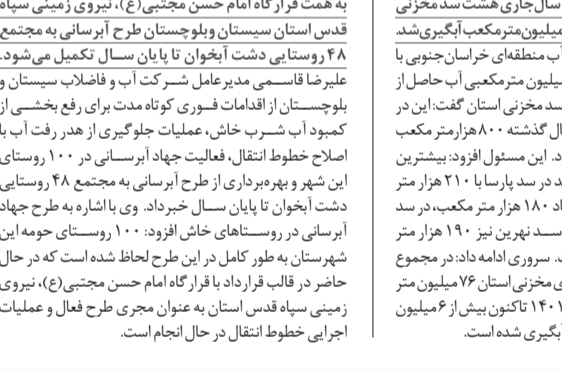 به همت قرارگاه امام حسن مجتبی(ع)، نیروی زمینی سپاه
قدس استان سیستان وبلوچستان طرح آبرسانی به مجتمع
۴۸ روستایی دشت آبخوان تا پایان سال تکمیل می‌شود.
علیرضا قاسمی مدیرعامل شرکت آب و فاضلاب سیستان و
بلوچستان از اقدامات فوری کوتاه مدت برای رفع بخشی از
کمبود آب شرب خاش، عملیات جلوگیری از هدر رفت آب با
اصلاح خطوط انتقال، فعالیت جهاد آبرسانی در ۱۰۰ روستای
این شهر و بهره‌برداری از طرح آبرسانی به مجتمع ۴۸ روستایی
دشت آبخوان تا پایان سال خبرداد. وی با اشاره به طرح جهاد
آبرسانی در روستاهای خاش افزود: ۱۰۰ روستای حومه این
شهرستان به طور کامل در این طرح لحاظ شده است که در حال
حاضر در قالب قرارداد با قرارگاه امام حسن مجتبی(ع)، نیروی
زمینی سپاه قدس استان به عنوان مجری طرح فعال و عملیات
اجرایی خطوط انتقال در حال انجام است.
سال جاری هشت سد مخزنی
میلیون مترمکعب آبگیری شد.
آب منطقه‌ای خراسان جنوبی با
میلیون مترمکعبی آب حاصل از
سد مخزنی استان گفت: این در
سال گذشته ۸۰۰ هزارمتر مکعب
د. این مسئول افزود: بیشترین
د در سد پارسا با ۲۱۰ هزار متر
۱۸۰ هزار متر مکعب، در سد
سد نهرین نیز ۱۹۰ هزار متر
سروری ادامه داد: در مجموع
ی مخزنی استان ۷۶ میلیون متر
۱۴۰۱ تاکنون بیش از ۶ میلیون
آبگیری شده است.